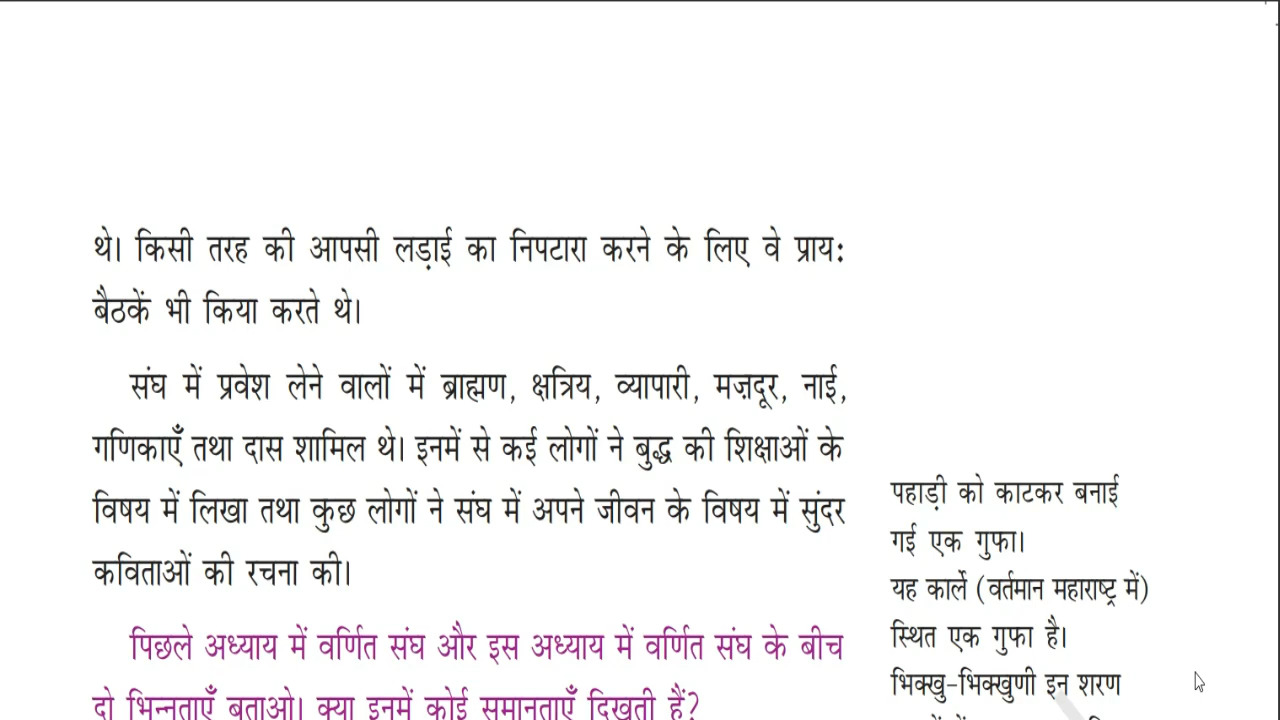 थे। किसी तरह की आपसी लड़ाई का निपटारा करने के लिए वे प्राय:
बैठकें भी किया करते थे।
संघ में प्रवेश लेने वालों में ब्राह्मण, क्षत्रिय, व्यापारी, मज़दूर, नाई,
गणिकाएँ तथा दास शामिल थे। इनमें से कई लोगों ने बुद्ध की शिक्षाओं के
विषय में लिखा तथा कुछ लोगों ने संघ में अपने जीवन के विषय में सुंदर
कविताओं की रचना की।
पिछले अध्याय में वर्णित संघ और इस अध्याय में वर्णित संघ के बीच
दो भिन्नताएँ बताओ। क्या इनमें कोई समानताएँ दिखती हैं?
पहाड़ी को काटकर बनाई
गई एक गुफा।
यह कार्ले (वर्तमान महाराष्ट्र में)
स्थित एक गुफा है।
भिक्खु-भिक्खुणी इन शरण